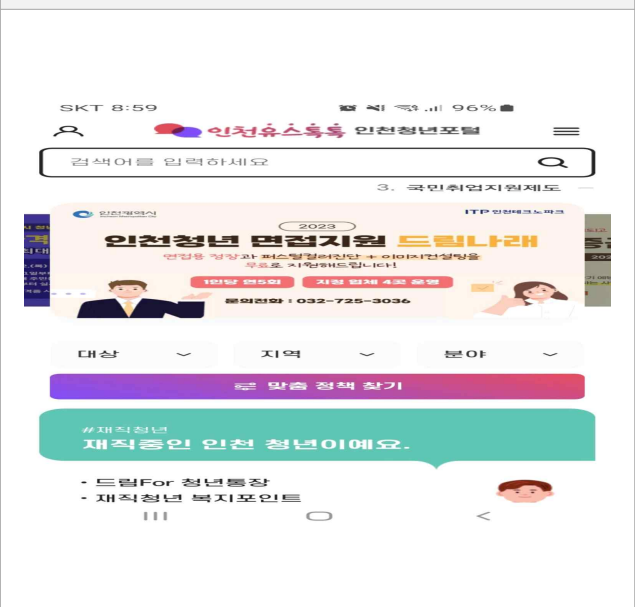 SKT 8:59
96%
인천유스톡톡 인천청년포털
검색어를 입력하세요
3. 국민취업지원제도
인천광역시
ITP 인천테크노파크
2023
인천청년 면접지원 드림나래
면접용 정장과 퍼스털컬러진단 + 이미지컨설팅을
무료로 지원해드립니다!
1인당 연5회
지정 업체 4곳 운영
문의전화 : 032-725-3036
대상
지역
분야
맞춤 정책 찾기
#재직청년
재직중인 인천 청년이예요.
• 드림For 청년통장
• 재직청년 복지포인트